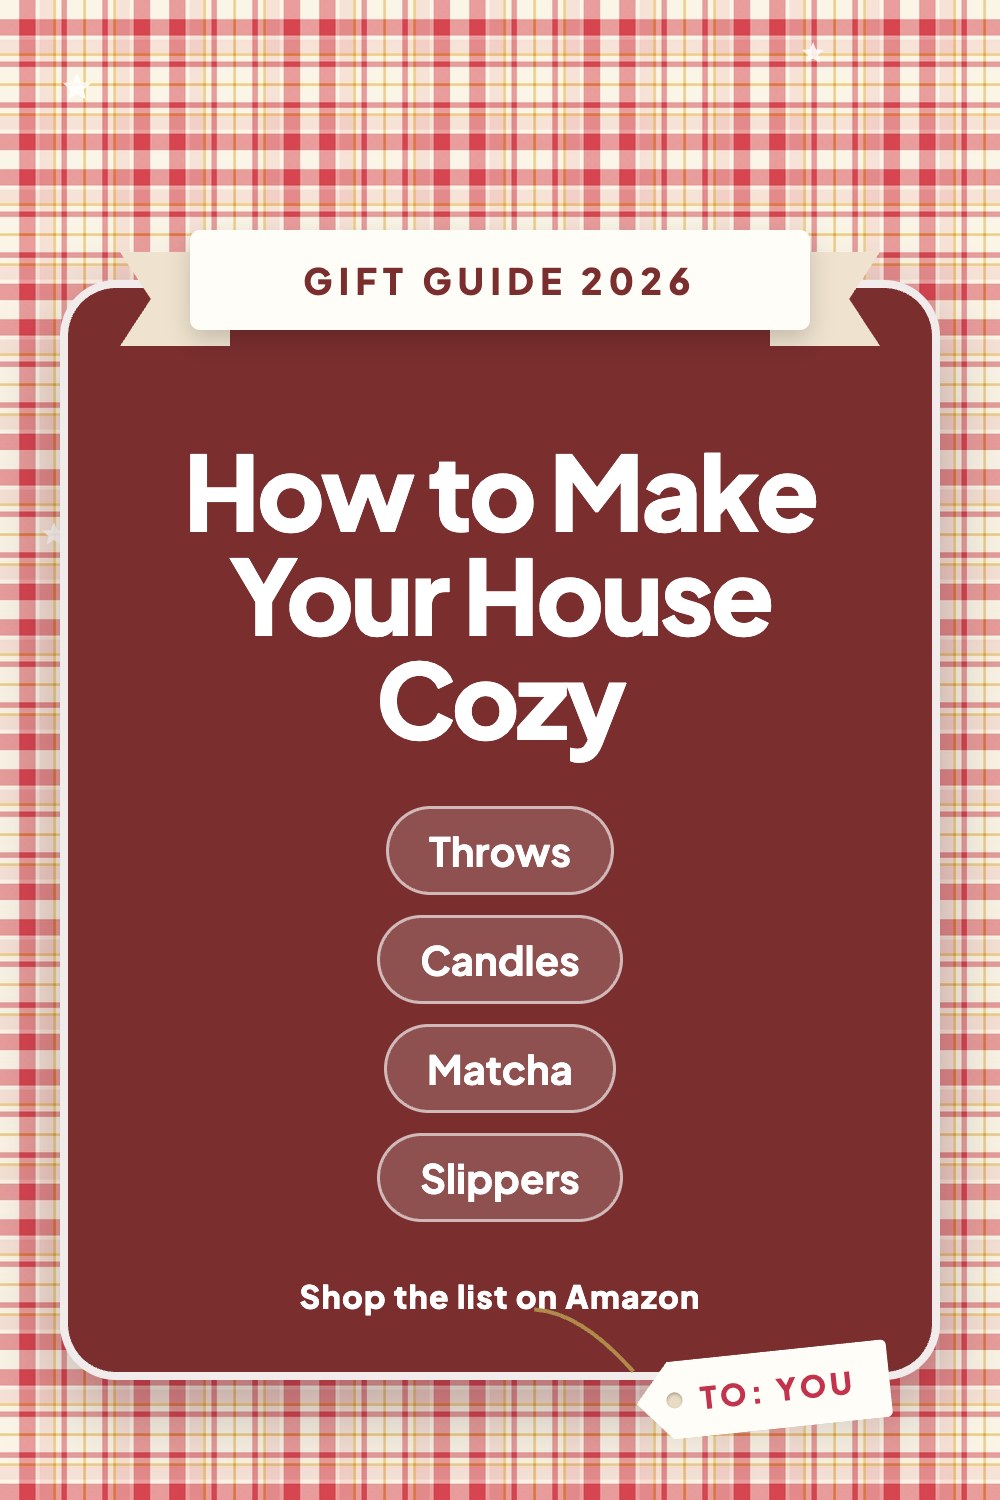 GIFT GUIDE 2026
How to Make
Your House
Cozy
Throws
Candles
Matcha
Slippers
Shop the list on Amazon
TO: YOU